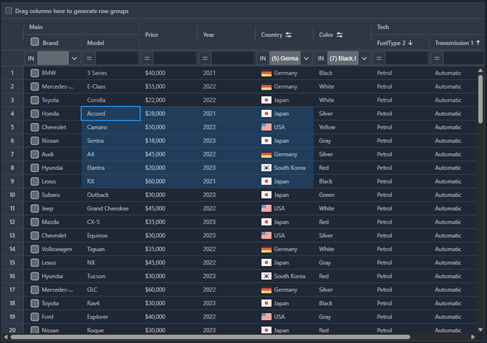 Drag columns here to generate row groups
Main Tech
Brand Model Price Year Country Color FuelType 2 Transmission 1
IN = = = IN (5) Germa IN (7) Black,( = =
1 BMW 3 Series $40,000 2021 Germany Black Petrol Automatic
2 Mercedes-... E-Class $55,000 2022 Germany White Petrol Automatic
3 Toyota Corolla $22,000 2022 Japan White Petrol Automatic
4 Honda Accord $28,000 2021 Japan Silver Petrol Automatic
5 Chevrolet Camaro $50,000 2022 USA Yellow Petrol Automatic
6 Nissan Sentra $18,000 2023 Japan Gray Petrol Automatic
7 Audi A4 $45,000 2022 Germany Silver Petrol Automatic
8 Hyundai Elantra $20,000 2023 South Korea Red Petrol Automatic
9 Lexus RX $60,000 2021 Japan Black Petrol Automatic
10 Subaru Outback $30,000 2023 Japan Green Petrol Automatic
11 Jeep Grand Cherokee $45,000 2022 USA White Petrol Automatic
12 Mazda CX-5 $35,000 2023 Japan Red Petrol Automatic
13 Chevrolet Equinox $30,000 2023 USA Silver Petrol Automatic
14 Volkswagen Tiguan $35,000 2022 Germany White Petrol Automatic
15 Lexus NX $45,000 2022 Japan Gray Petrol Automatic
16 Hyundai Tucson $30,000 2023 South Korea Red Petrol Automatic
17 Mercedes-... GLC $60,000 2022 Germany Silver Petrol Automatic
18 Toyota Rav4 $30,000 2023 Japan Black Petrol Automatic
19 Ford Explorer $40,000 2022 USA Gray Petrol Automatic
20 Nissan Rogue $30,000 2023 Japan Red Petrol Automatic